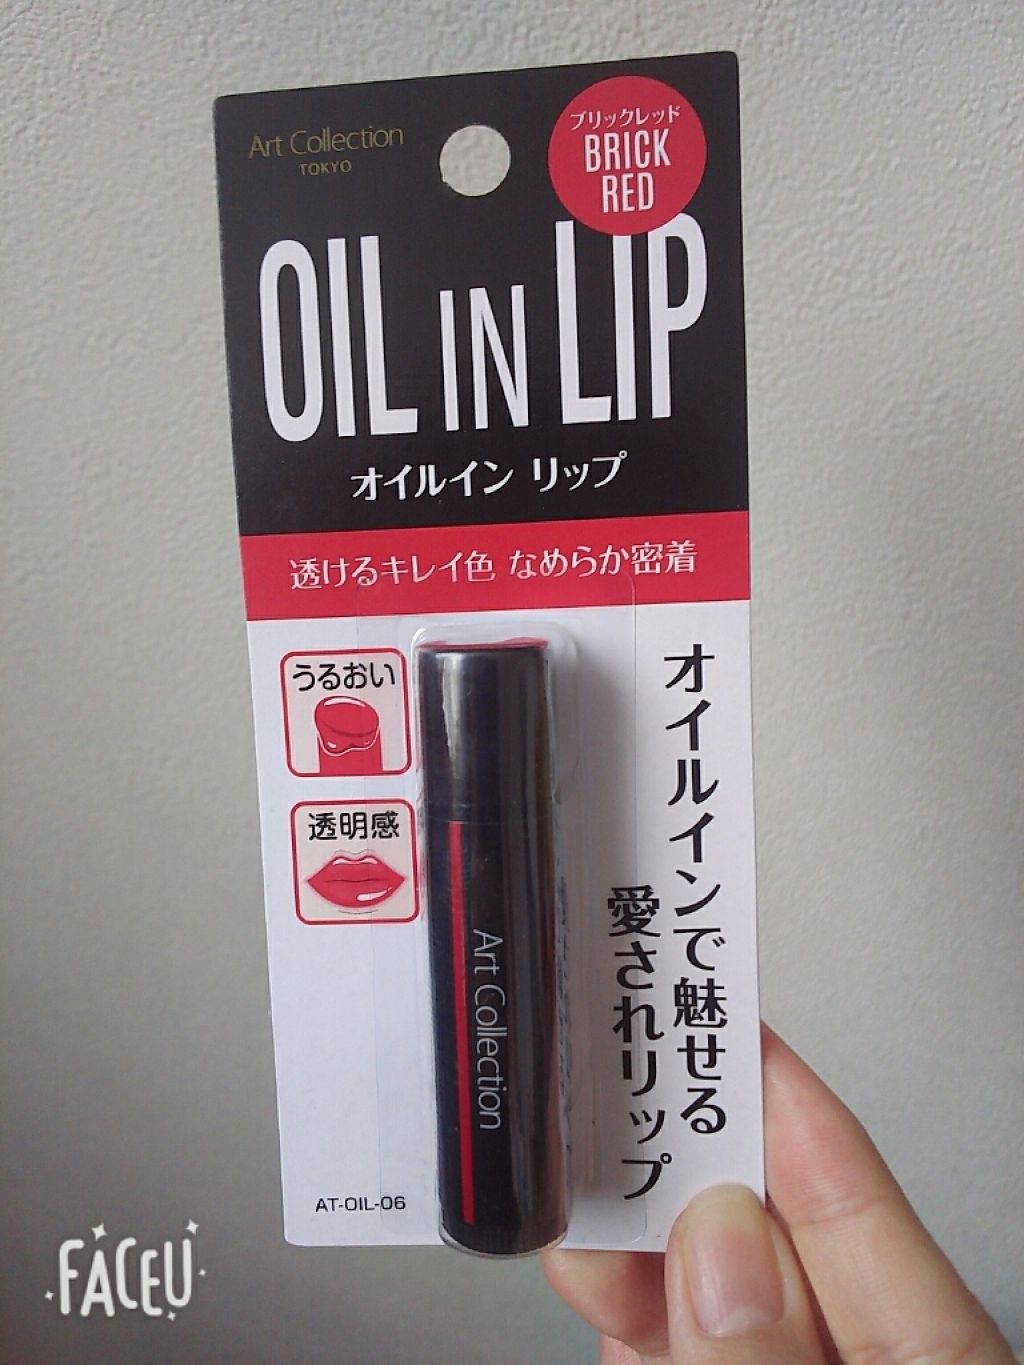 Art Collection
TOKYO
ブリックレッド
BRICK
RED
OIL IN LIP
オイルイン リップ
透けるキレイ色 なめらか密着
うるおい
透明感
オイルインで魅せる
愛されリップ
Art Collection
AT-OIL-06
FACEU